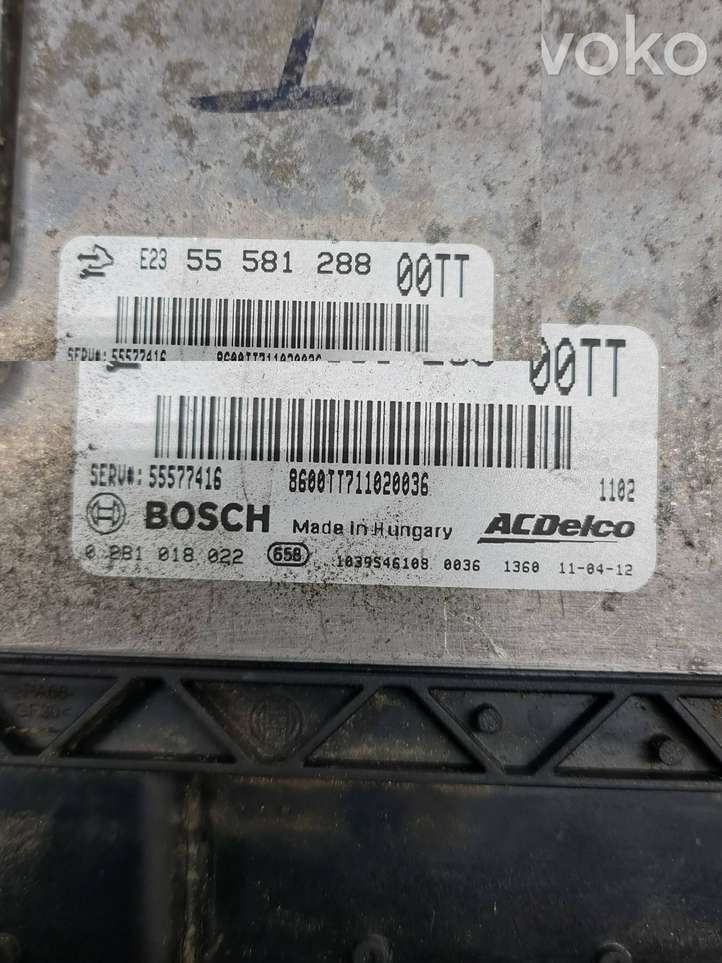 voko
E23 55 581 288 00TT
SERV#: 55577416 8600TT711020036
00TT
SERV#: 55577416 8600TT711020036 1102
BOSCH Made in Hungary ACDelco
0 281 018 022 658 1039S46108 0036 1360 11-04-12